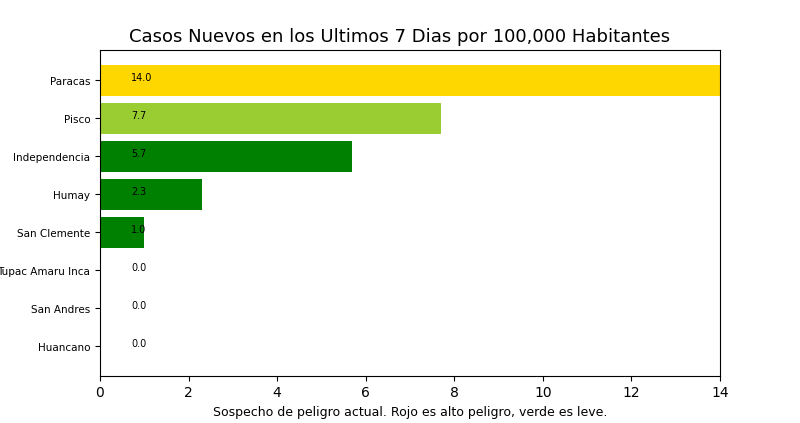 Casos Nuevos en los Ultimos 7 Dias por 100,000 Habitantes
Paracas 14.0
Pisco 7.7
Independencia 5.7
Humay 2.3
San Clemente 1.0
Tupac Amaru Inca 0.0
San Andres 0.0
Huancano 0.0
0 2 4 6 8 10 12 14
Sospecho de peligro actual. Rojo es alto peligro, verde es leve.